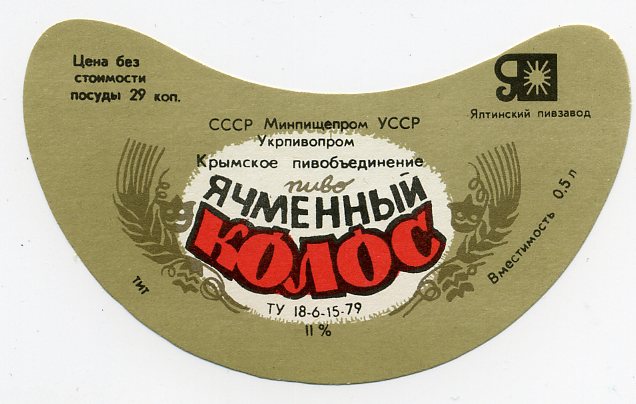 Цена без
стоимости
посуды 29 коп.
Я
Ялтинский пивзавод
СССР Минпищепром УССР
Укрпивопром
Крымское пивобъединение
пиво
ЯЧМЕННЫЙ
КОЛОС
ТУ 18-6-15-79
11%
тит
Вместимость 0,5 л